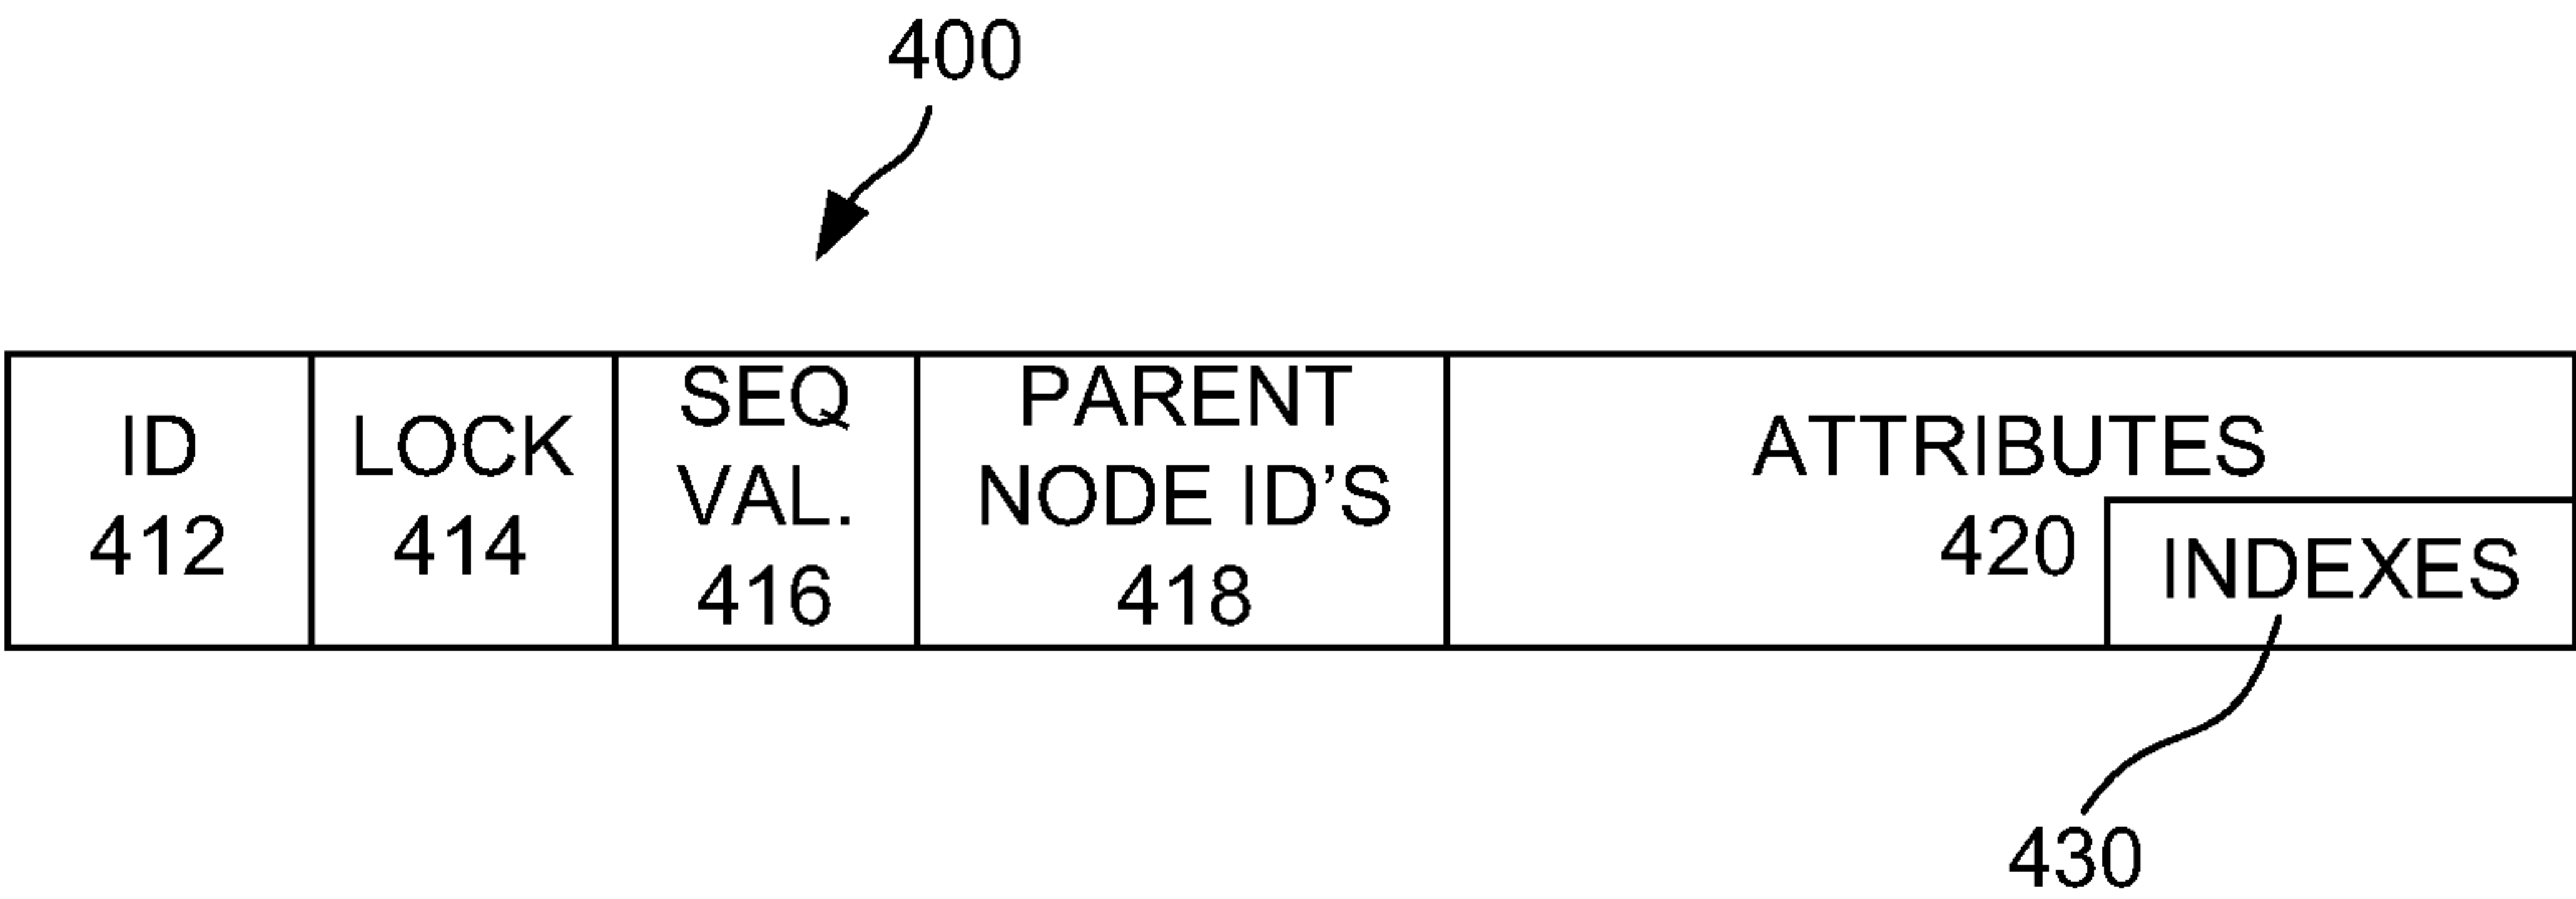 400
ID
412
LOCK
414
SEQ
VAL.
416
PARENT
NODE ID’S
418
ATTRIBUTES
420
INDEXES
430